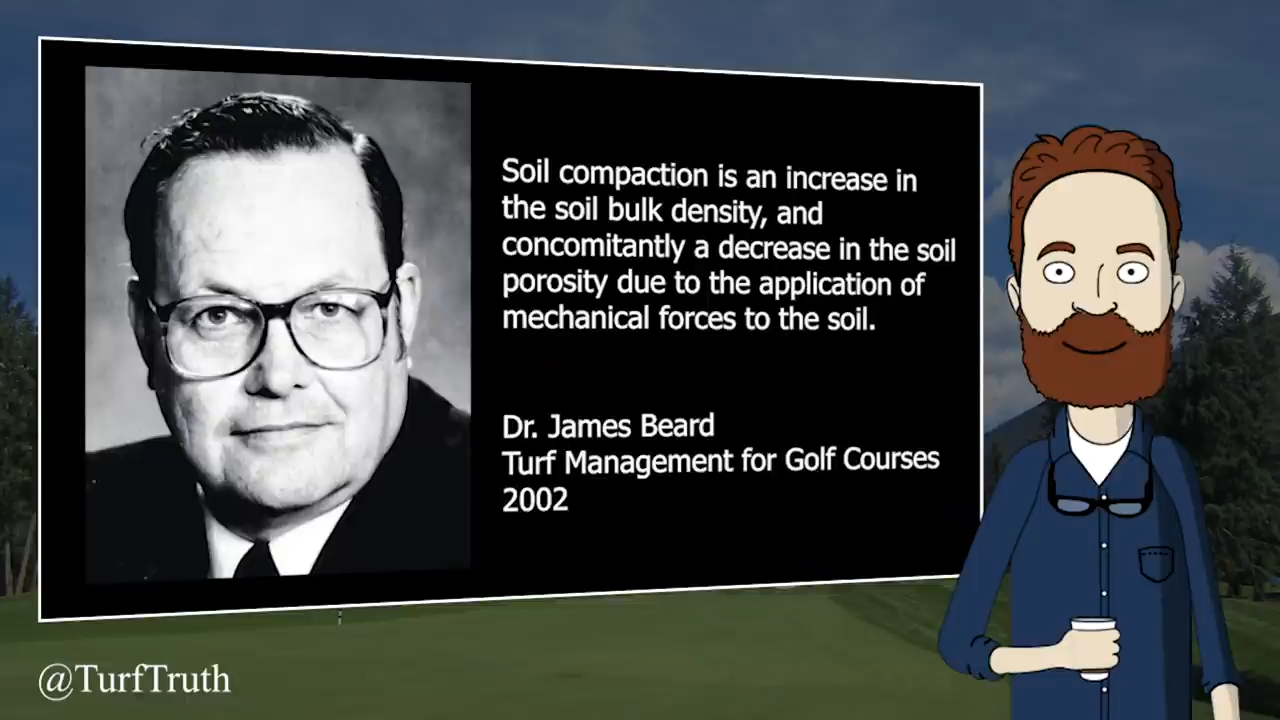 Soil compaction is an increase in
the soil bulk density, and
concomitantly a decrease in the soil
porosity due to the application of
mechanical forces to the soil.
Dr. James Beard
Turf Management for Golf Courses
2002
@TurfTruth